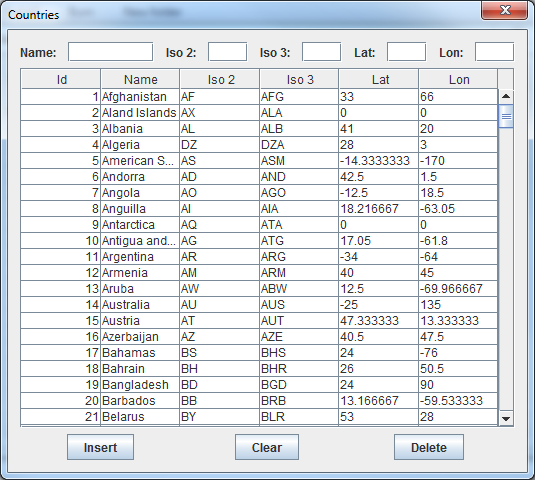 Countries
Name: Iso 2: Iso 3: Lat: Lon:
Id Name Iso 2 Iso 3 Lat Lon
1 Afghanistan AF AFG 33 66
2 Aland Islands AX ALA 0 0
3 Albania AL ALB 41 20
4 Algeria DZ DZA 28 3
5 American S... AS ASM -14.3333333 -170
6 Andorra AD AND 42.5 1.5
7 Angola AO AGO -12.5 18.5
8 Anguilla AI AIA 18.216667 -63.05
9 Antarctica AQ ATA 0 0
10 Antigua and... AG ATG 17.05 -61.8
11 Argentina AR ARG -34 -64
12 Armenia AM ARM 40 45
13 Aruba AW ABW 12.5 -69.966667
14 Australia AU AUS -25 135
15 Austria AT AUT 47.333333 13.333333
16 Azerbaijan AZ AZE 40.5 47.5
17 Bahamas BS BHS 24 -76
18 Bahrain BH BHR 26 50.5
19 Bangladesh BD BGD 24 90
20 Barbados BB BRB 13.166667 -59.533333
21 Belarus BY BLR 53 28
Insert Clear Delete